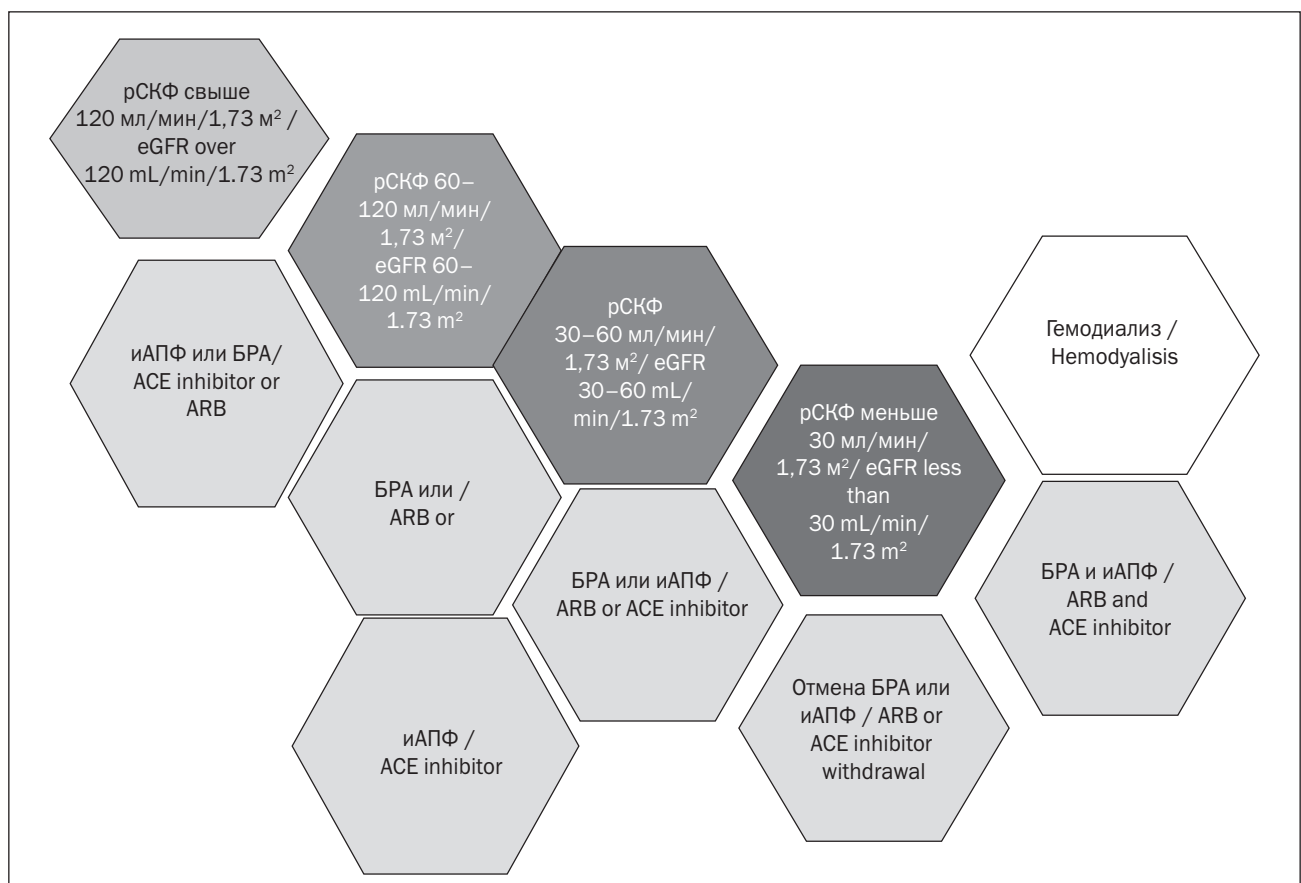 рСКФ свыше
120 мл/мин/1,73 м² /
eGFR over
120 mL/min/1.73 m²
рСКФ 60–
120 мл/мин/
1,73 м²/
eGFR 60–
120 mL/min/
1.73 m²
рСКФ
30–60 мл/мин/
1,73 м²/ eGFR
30–60 mL/
min/1.73 m²
рСКФ меньше
30 мл/мин/
1,73 м²/ eGFR less
than
30 mL/min/
1.73 m²
Гемодиализ /
Hemodyalisis
иАПФ или БРА/
ACE inhibitor or
ARB
БРА или /
ARB or
иАПФ /
ACE inhibitor
БРА или иАПФ /
ARB or ACE inhibitor
Отмена БРА или
иАПФ / ARB or
ACE inhibitor
withdrawal
БРА и иАПФ /
ARB and
ACE inhibitor